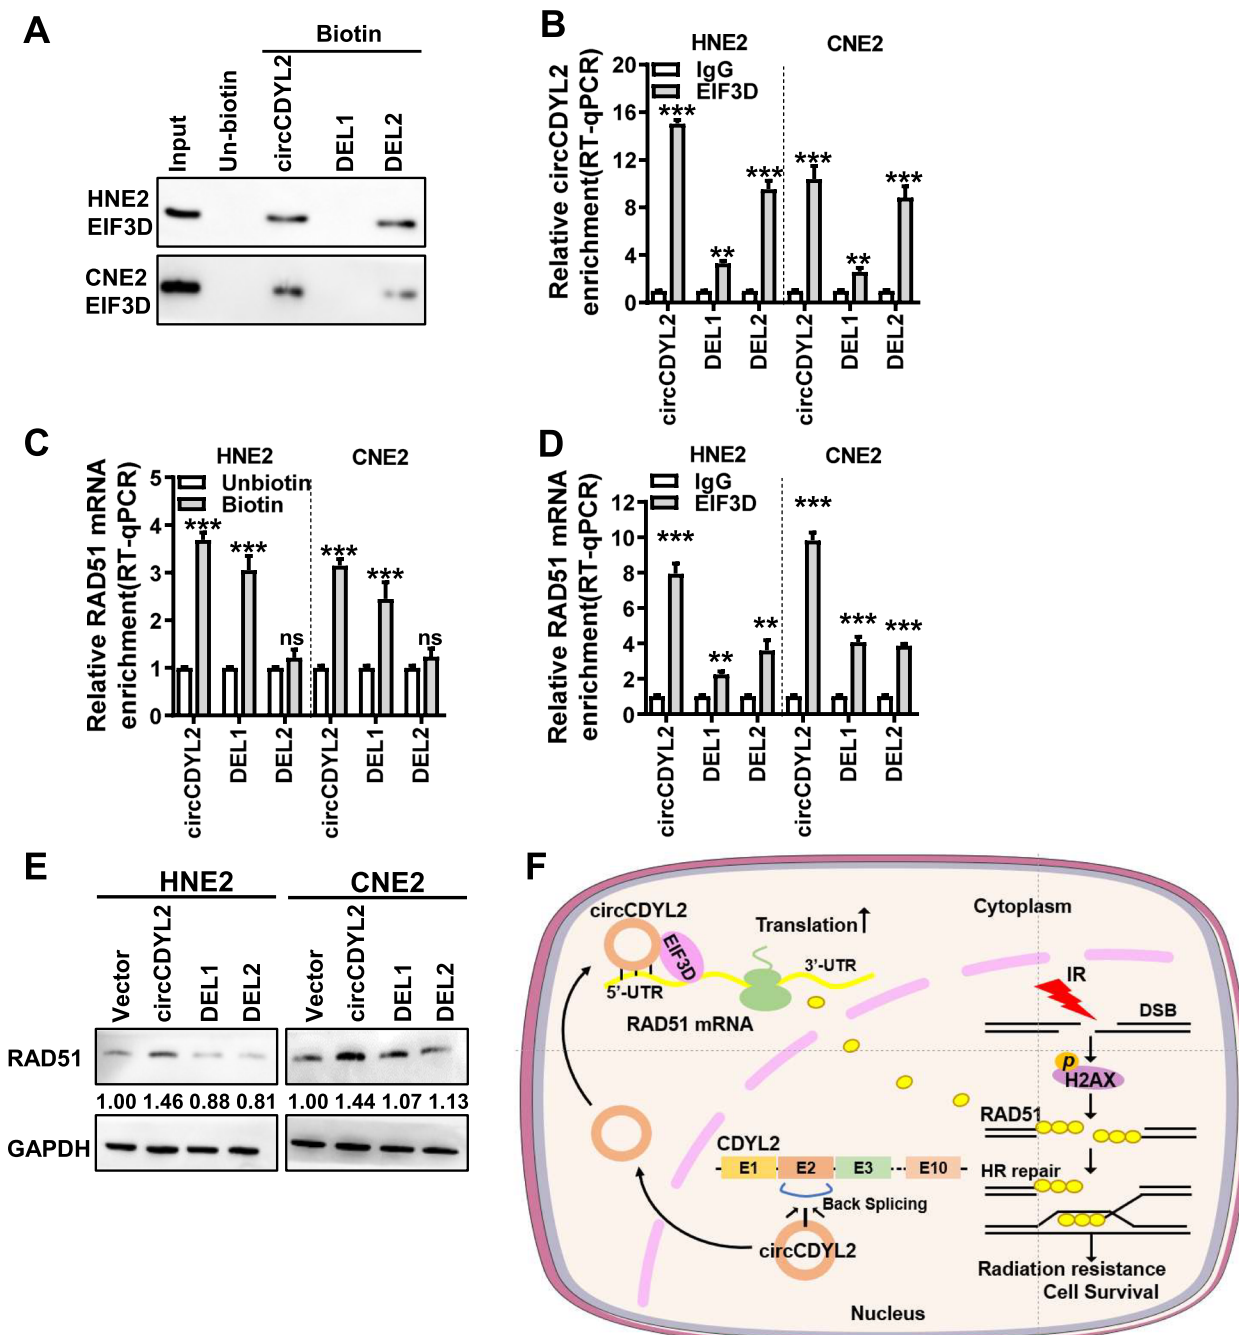 A
Biotin
Input
Un-biotin
circCDYL2
DEL1
DEL2
HNE2
EIF3D
CNE2
EIF3D
B
HNE2
CNE2
IgG
EIF3D
Relative circCDYL2
enrichment(RT-qPCR)
20
16
12
8
4
0
***
**
***
***
**
***
circCDYL2
DEL1
DEL2
circCDYL2
DEL1
DEL2
C
HNE2
CNE2
Unbiotin
Biotin
Relative RAD51 mRNA
enrichment(RT-qPCR)
5
4
3
2
1
0
***
***
ns
***
***
ns
circCDYL2
DEL1
DEL2
circCDYL2
DEL1
DEL2
D
HNE2
CNE2
IgG
EIF3D
Relative RAD51 mRNA
enrichment(RT-qPCR)
12
10
8
6
4
2
0
***
**
**
***
***
***
circCDYL2
DEL1
DEL2
circCDYL2
DEL1
DEL2
E
HNE2
CNE2
Vector
circCDYL2
DEL1
DEL2
Vector
circCDYL2
DEL1
DEL2
RAD51
1.00 1.46 0.88 0.81 1.00 1.44 1.07 1.13
GAPDH
F
circCDYL2
EIF3D
Translation↑
Cytoplasm
3'-UTR
5'-UTR
RAD51 mRNA
IR
DSB
p
H2AX
RAD51
HR repair
CDYL2
E1 E2 E3 E10
Back Splicing
circCDYL2
Radiation resistance
Cell Survival
Nucleus